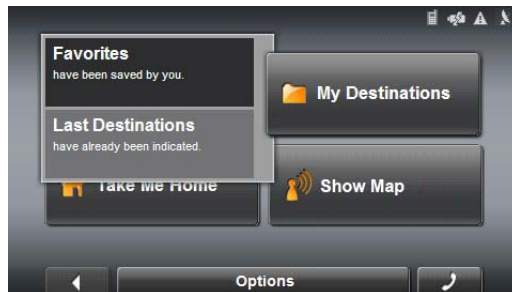 Favorites
have been saved by you.
My Destinations
Last Destinations
have already been indicated.
Take Me Home
Show Map
Options